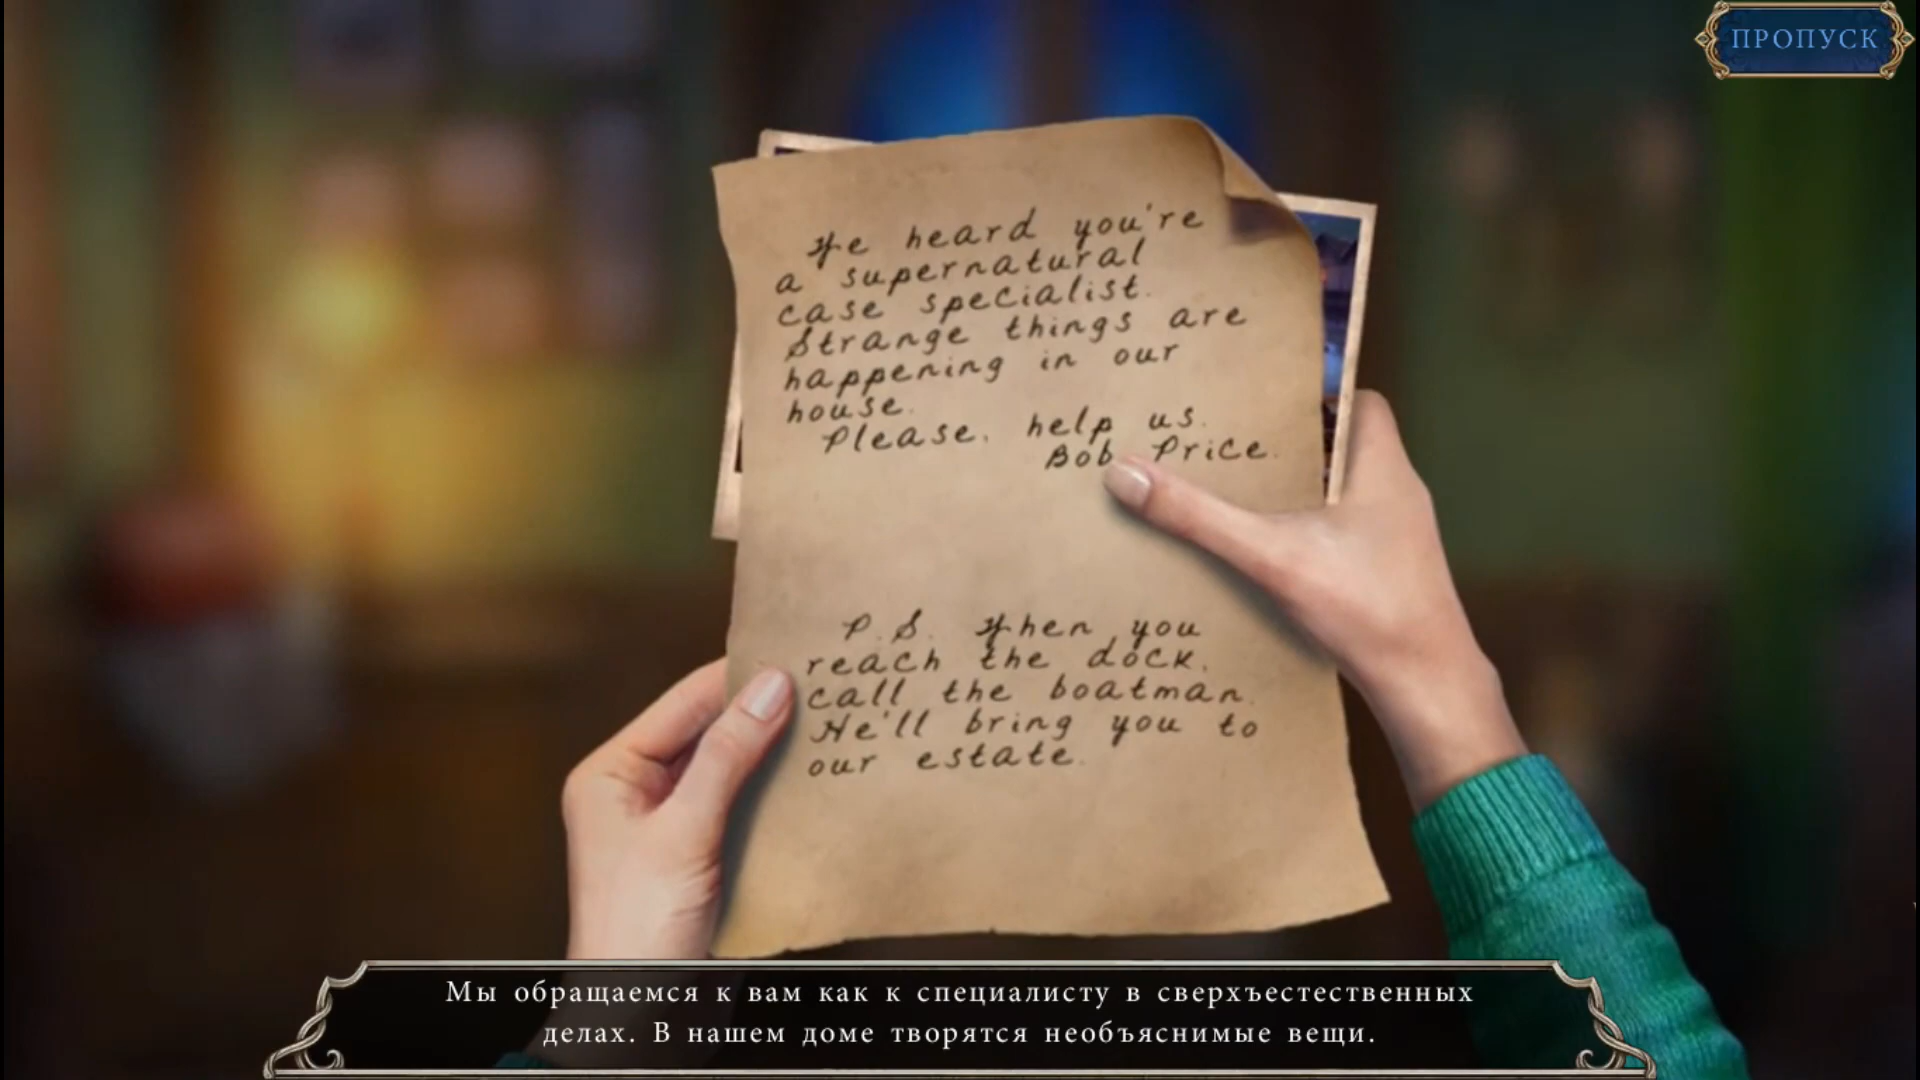 ПРОПУСК
We heard you're
a supernatural
case specialist.
Strange things are
happening in our
house.
Please, help us.
Bob Price.
P.S. When you
reach the dock,
call the boatman.
He'll bring you to
our estate.
Мы обращаемся к вам как к специалисту в сверхъестественных
делах. В нашем доме творятся необъяснимые вещи.